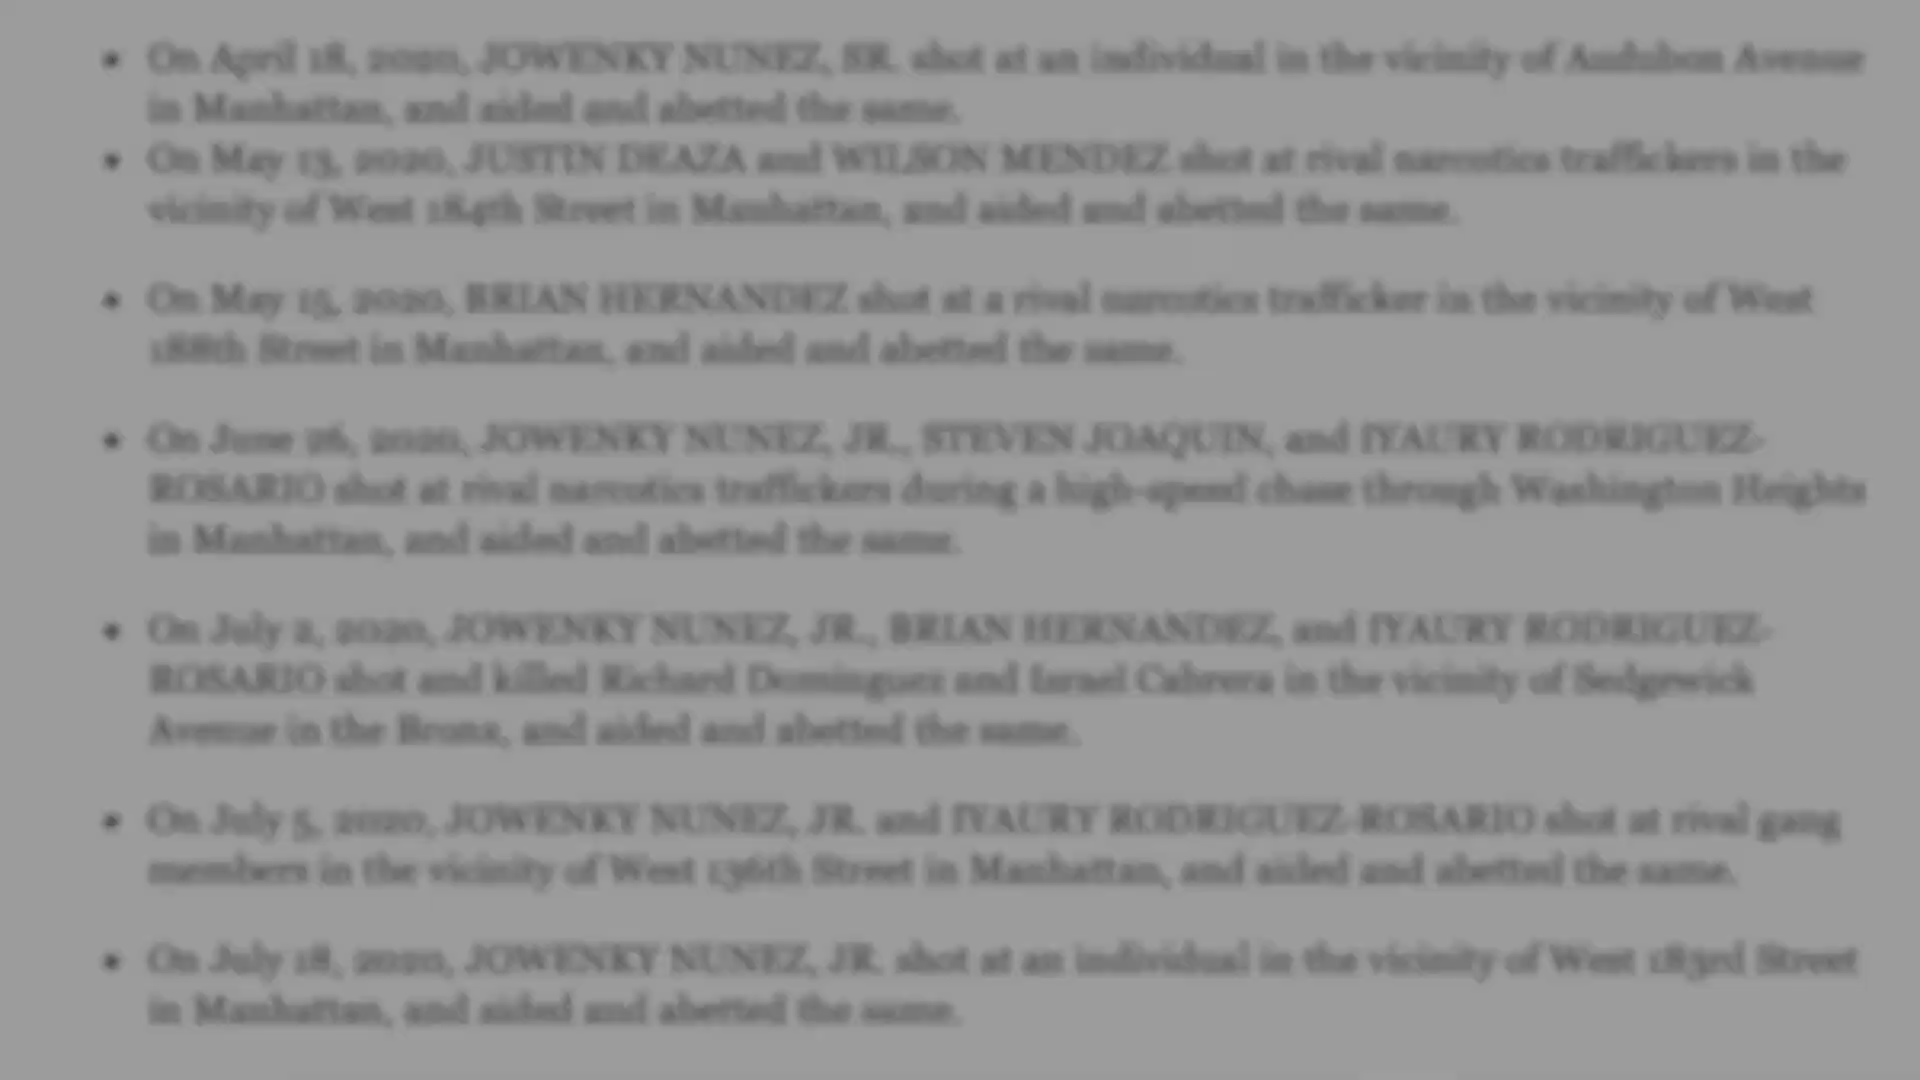 • On April 18, 2020, JOWENKY NUNEZ, SR. shot at an individual in the vicinity of Audubon Avenue
in Manhattan, and aided and abetted the same.
• On May 13, 2020, JUSTIN DEAZA and WILSON MENDEZ shot at rival narcotics traffickers in the
vicinity of West 184th Street in Manhattan, and aided and abetted the same.
• On May 15, 2020, BRIAN HERNANDEZ shot at a rival narcotics trafficker in the vicinity of West
188th Street in Manhattan, and aided and abetted the same.
• On June 26, 2020, JOWENKY NUNEZ, JR., STEVEN JOAQUIN, and IYAURY RODRIGUEZ-
ROSARIO shot at rival narcotics traffickers during a high-speed chase through Washington Heights
in Manhattan, and aided and abetted the same.
• On July 2, 2020, JOWENKY NUNEZ, JR., BRIAN HERNANDEZ, and IYAURY RODRIGUEZ-
ROSARIO shot and killed Richard Dominguez and Israel Cabrera in the vicinity of Sedgewick
Avenue in the Bronx, and aided and abetted the same.
• On July 5, 2020, JOWENKY NUNEZ, JR. and IYAURY RODRIGUEZ-ROSARIO shot at rival gang
members in the vicinity of West 136th Street in Manhattan, and aided and abetted the same.
• On July 18, 2020, JOWENKY NUNEZ, JR. shot at an individual in the vicinity of West 183rd Street
in Manhattan, and aided and abetted the same.